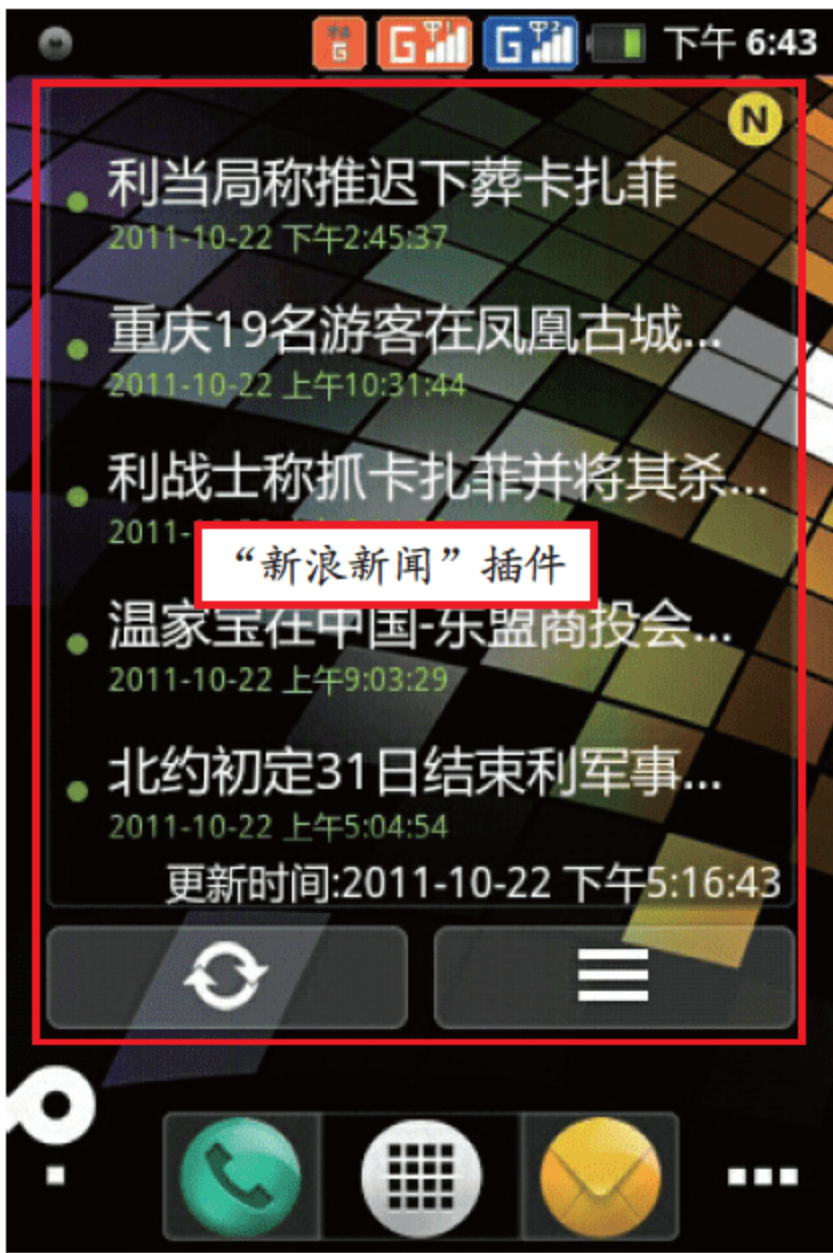 G 1 G 2 下午 6:43
N
利当局称推迟下葬卡扎菲
2011-10-22 下午2:45:37
重庆19名游客在凤凰古城...
2011-10-22 上午10:31:44
利战士称抓卡扎菲并将其杀...
2011-
“新浪新闻”插件
温家宝在中国-东盟商投会...
2011-10-22 上午9:03:29
北约初定31日结束利军事...
2011-10-22 上午5:04:54
更新时间:2011-10-22 下午5:16:43